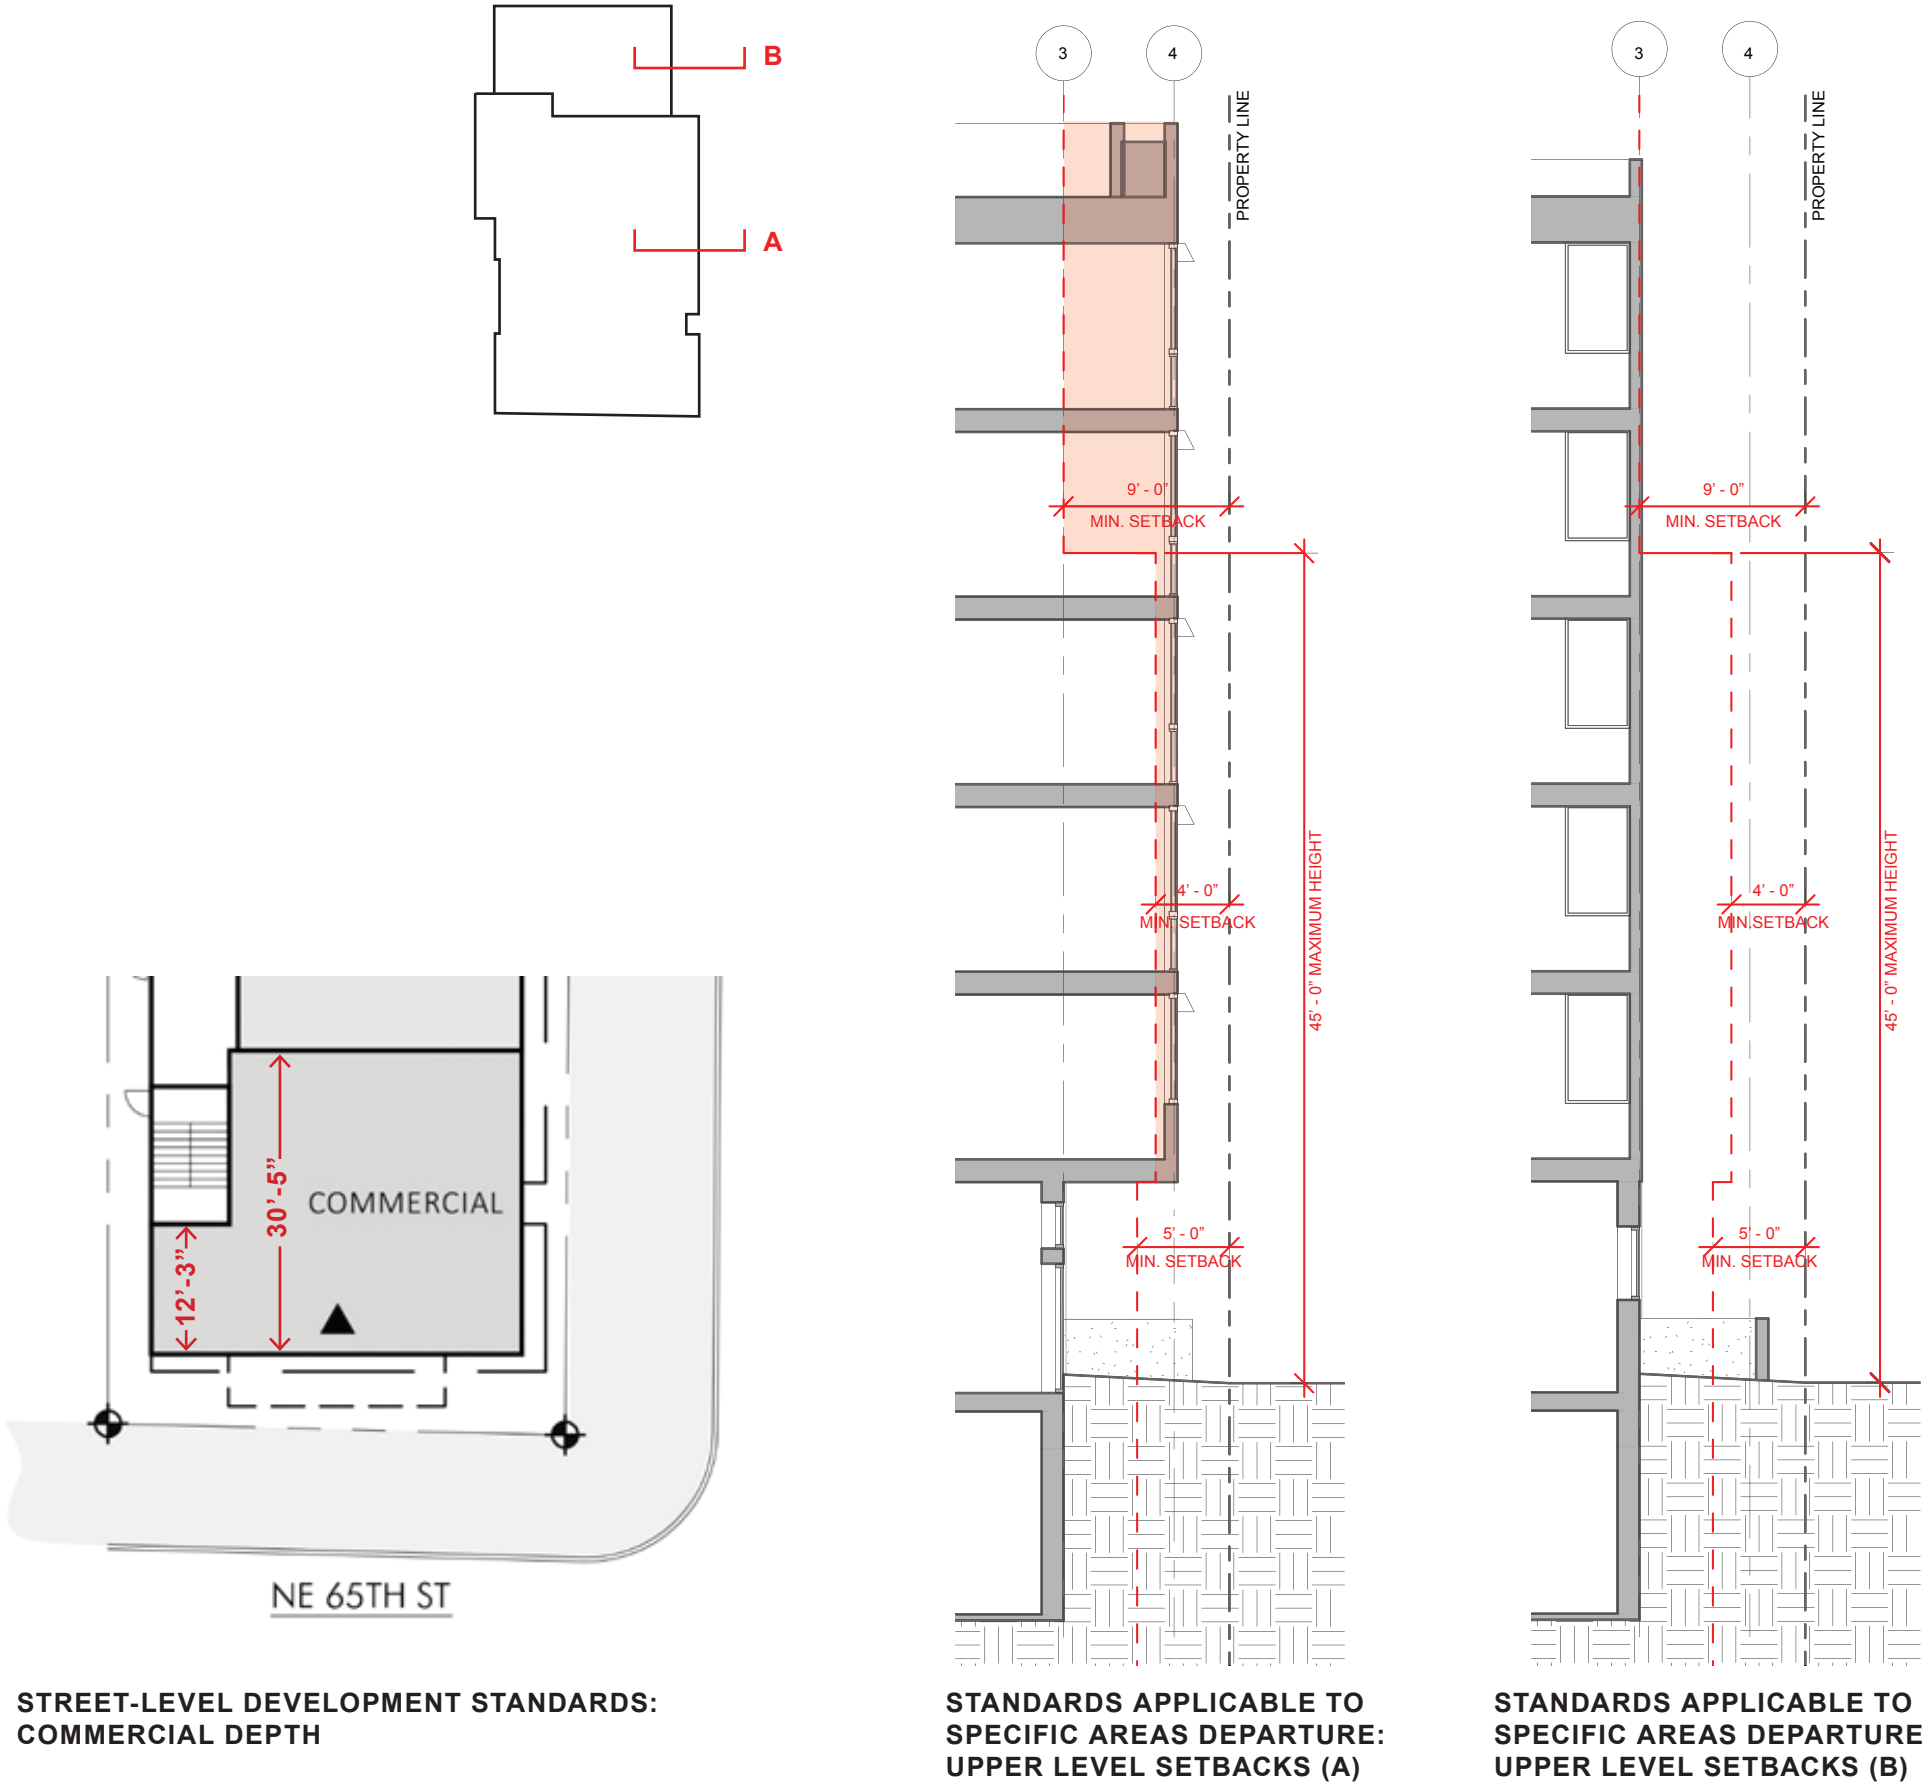 B
A
3
4
PROPERTY LINE
9’ - 0”
MIN. SETBACK
4’ - 0”
MIN. SETBACK
45’ - 0” MAXIMUM HEIGHT
5’ - 0”
MIN. SETBACK
3
4
PROPERTY LINE
9’ - 0”
MIN. SETBACK
4’ - 0”
MIN.SETBACK
45’ - 0” MAXIMUM HEIGHT
5’ - 0”
MIN. SETBACK
30’-5”
COMMERCIAL
12’-3”
NE 65TH ST
STREET-LEVEL DEVELOPMENT STANDARDS:
COMMERCIAL DEPTH
STANDARDS APPLICABLE TO
SPECIFIC AREAS DEPARTURE:
UPPER LEVEL SETBACKS (A)
STANDARDS APPLICABLE TO
SPECIFIC AREAS DEPARTURE
UPPER LEVEL SETBACKS (B)